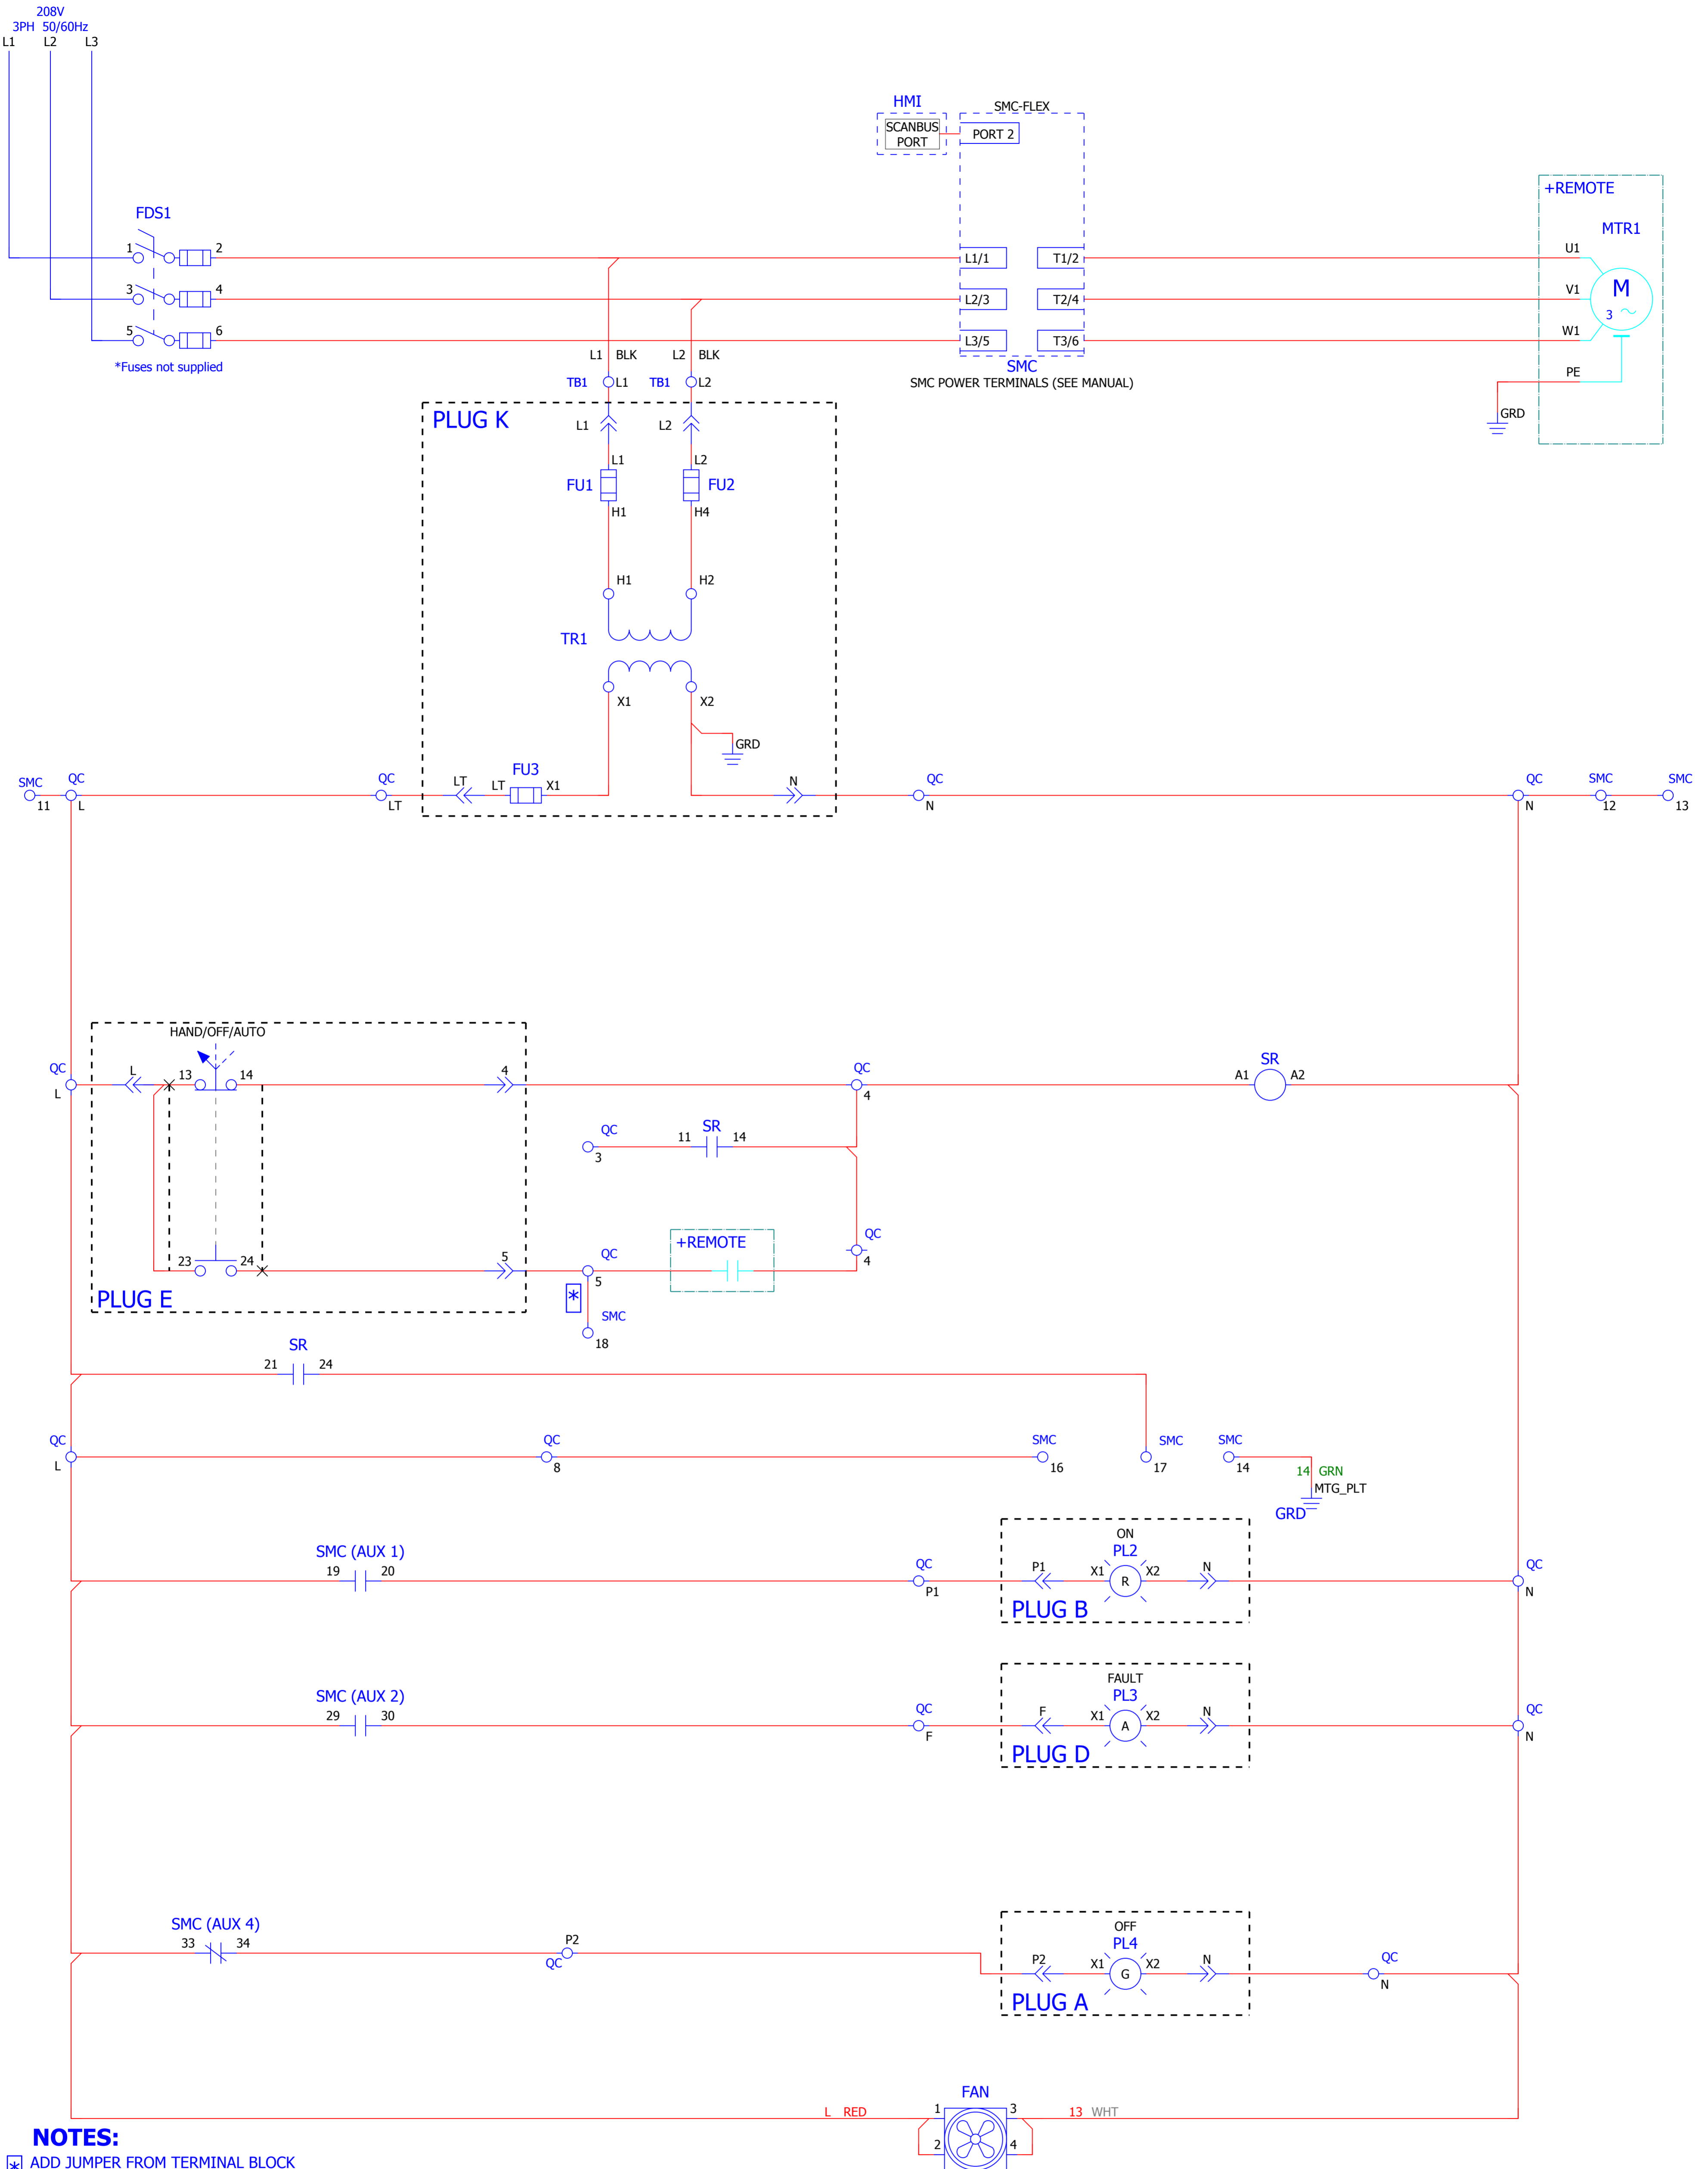 208V
3PH 50/60Hz
L1 L2 L3
HMI
SCANBUS
PORT
SMC-FLEX
PORT 2
+REMOTE
MTR1
FDS1
1 2
L1/1 T1/2
U1
3 4
L2/3 T2/4
V1
M
3
5 6
L3/5 T3/6
W1
*Fuses not supplied
L1 BLK L2 BLK
SMC
SMC POWER TERMINALS (SEE MANUAL)
PE
GRD
TB1 L1 TB1 L2
PLUG K
L1 L2
L1 L2
FU1 FU2
H1 H4
H1 H2
TR1
X1 X2
GRD
SMC QC QC LT LT FU3 X1 N QC QC SMC SMC
11 L LT N N 12 13
HAND/OFF/AUTO
QC L 13 14 4 QC SR
L 4 A1 A2
QC 11 SR 14
3
23 24 5 QC +REMOTE QC
5 4
PLUG E
*
SMC
18
SR
21 24
QC QC SMC SMC SMC
L 8 16 17 14
14 GRN
MTG_PLT
GRD
ON
SMC (AUX 1) PL2
19 20 QC P1 X1 R X2 N QC
P1 N
PLUG B
FAULT
SMC (AUX 2) PL3
29 30 QC F X1 A X2 N QC
F N
PLUG D
OFF
SMC (AUX 4) PL4
33 34 P2
QC
P2 X1 G X2 N QC
N
PLUG A
FAN
L RED 1 3 13 WHT
2 4
NOTES:
* ADD JUMPER FROM TERMINAL BLOCK